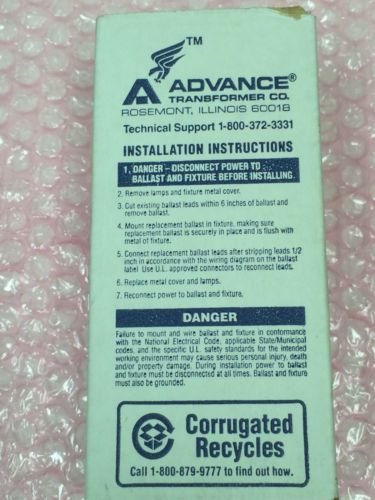 TM
ADVANCE®
TRANSFORMER CO.
ROSEMONT, ILLINOIS 60018
Technical Support 1-800-372-3331
INSTALLATION INSTRUCTIONS
1. DANGER - DISCONNECT POWER TO
BALLAST AND FIXTURE BEFORE INSTALLING.
2. Remove lamps and fixture metal cover.
3. Cut existing ballast leads within 6 inches of ballast and
remove ballast.
4. Mount replacement ballast in fixture, making sure
replacement ballast is securely in place and is flush with
metal of fixture.
5. Connect replacement ballast leads after stripping leads 1/2
inch in accordance with the wiring diagram on the ballast
label. Use U.L. approved connectors to reconnect leads.
6. Replace metal cover and lamps.
7. Reconnect power to ballast and fixture.
DANGER
Failure to mount and wire ballast and fixture in conformance
with the National Electrical Code, applicable State/Municipal
codes, and the specific U.L. safety standards for the intended
working environment may cause serious personal injury, death
and/or property damage. During installation power to ballast
and fixture must be disconnected at all times. Ballast and fixture
must also be grounded.
Corrugated
Recycles
Call 1-800-879-9777 to find out how.